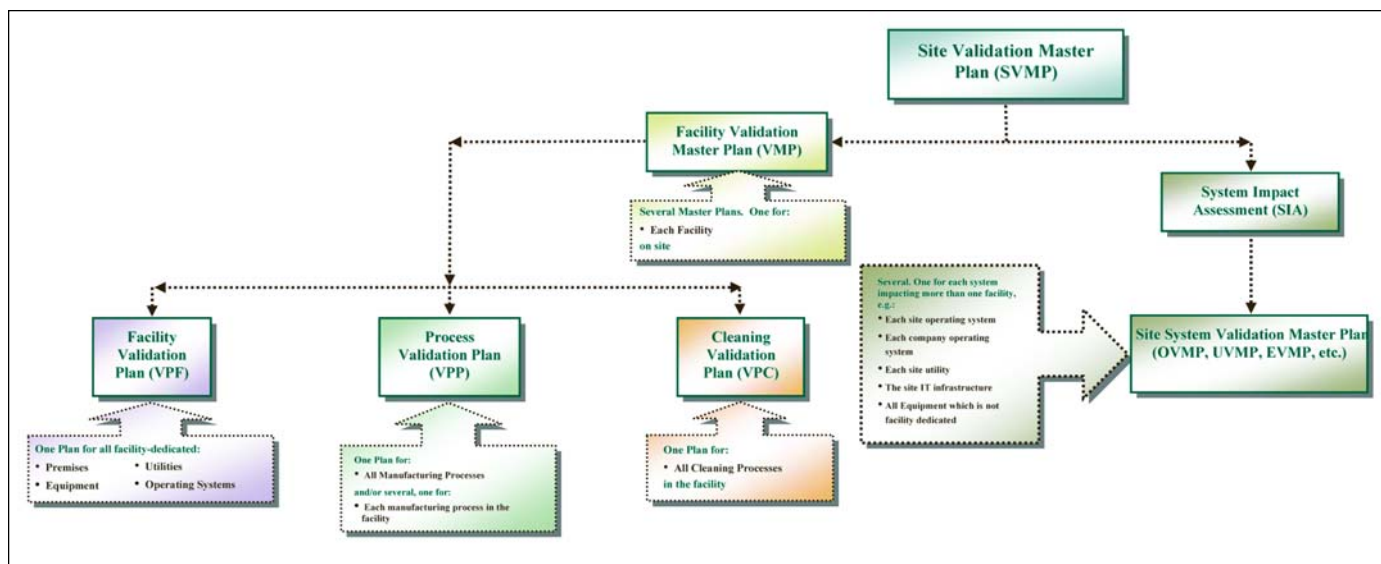 Site Validation Master
Plan (SVMP)
Facility Validation
Master Plan (VMP)
Several Master Plans. One for:
• Each Facility
on site
System Impact
Assessment (SIA)
Several. One for each system
impacting more than one facility,
e.g.:
• Each site operating system
• Each company operating
system
• Each site utility
• The site IT infrastructure
• All Equipment which is not
facility dedicated
Site System Validation Master Plan
(OVMP, UVMP, EVMP, etc.)
Facility
Validation
Plan (VPF)
One Plan for all facility-dedicated:
• Premises
• Equipment
• Utilities
• Operating Systems
Process
Validation Plan
(VPP)
One Plan for:
• All Manufacturing Processes
and/or several, one for:
• Each manufacturing process in the
facility
Cleaning
Validation
Plan (VPC)
One Plan for:
• All Cleaning Processes
in the facility